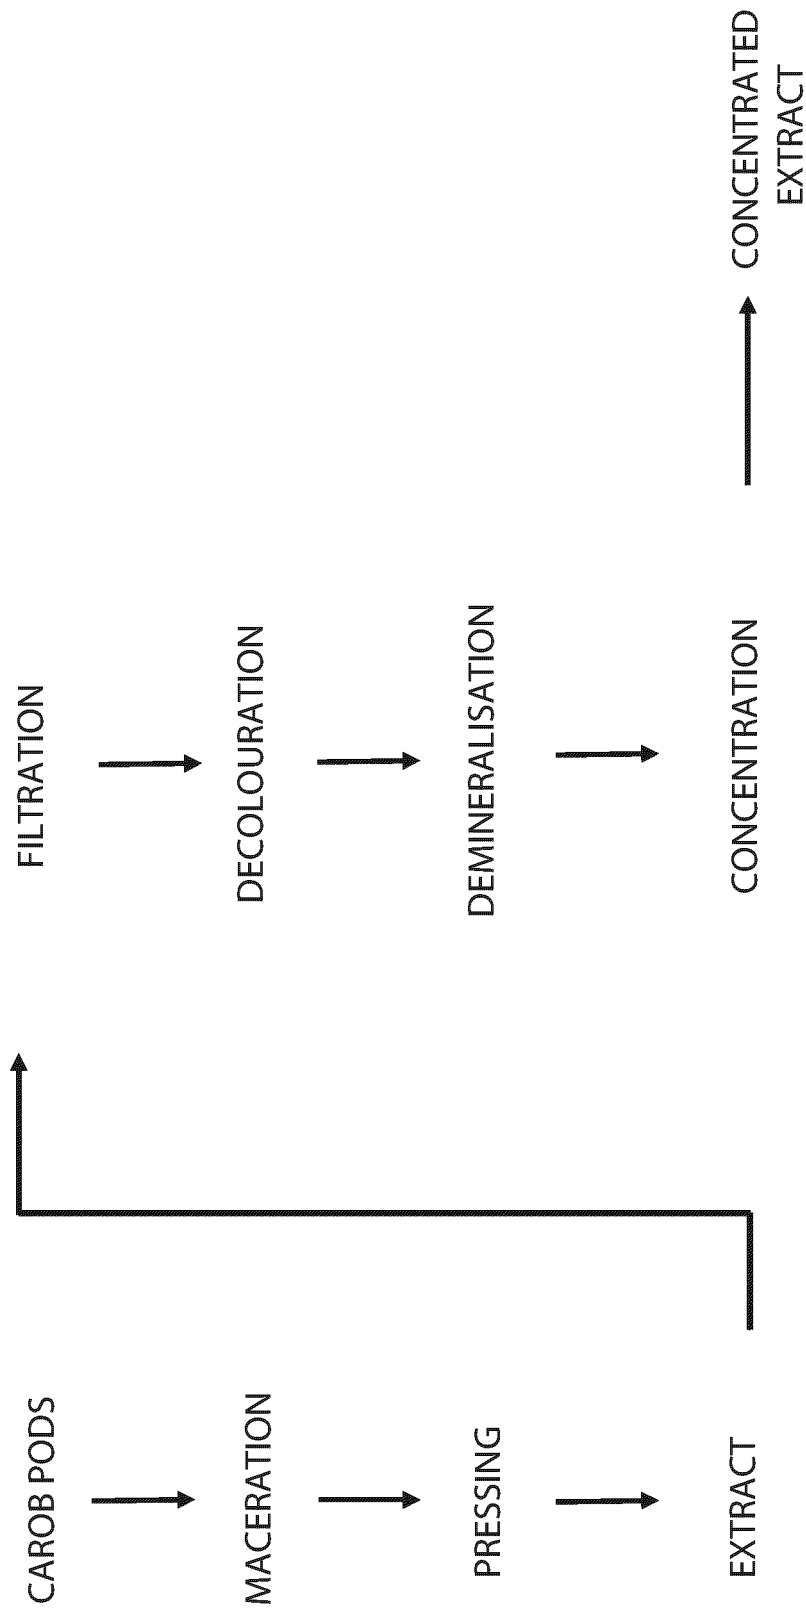 CAROB PODS
MACERATION
PRESSING
EXTRACT
FILTRATION
DECOLOURATION
DEMINERALISATION
CONCENTRATION
CONCENTRATED
EXTRACT